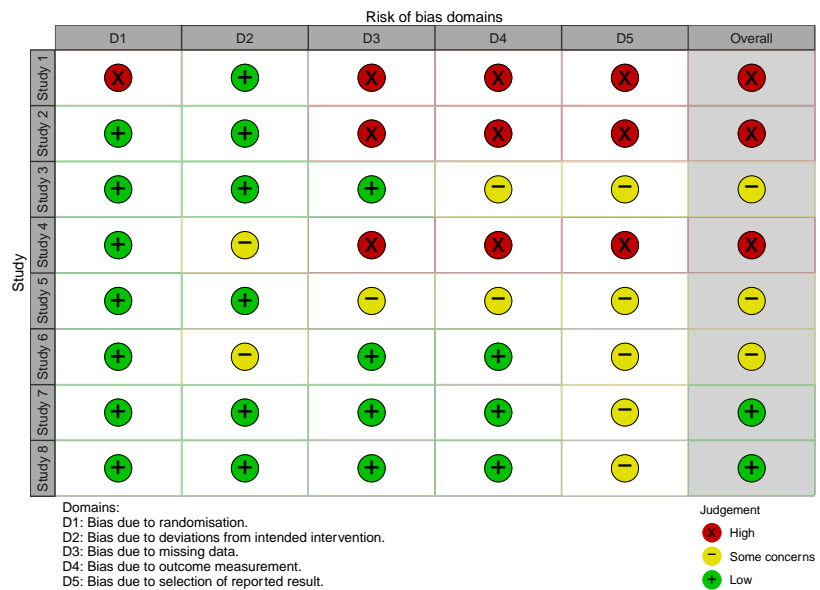 Risk of bias domains
D1 D2 D3 D4 D5 Overall
Study 1 X + X X X X
Study 2 + + X X X X
Study 3 + + + − − −
Study 4 + − X X X X
Study 5 + + − − − −
Study 6 + − + + − −
Study 7 + + + + − +
Study 8 + + + + − +
Study
Domains:
D1: Bias due to randomisation.
D2: Bias due to deviations from intended intervention.
D3: Bias due to missing data.
D4: Bias due to outcome measurement.
D5: Bias due to selection of reported result.
Judgement
X High
− Some concerns
+ Low